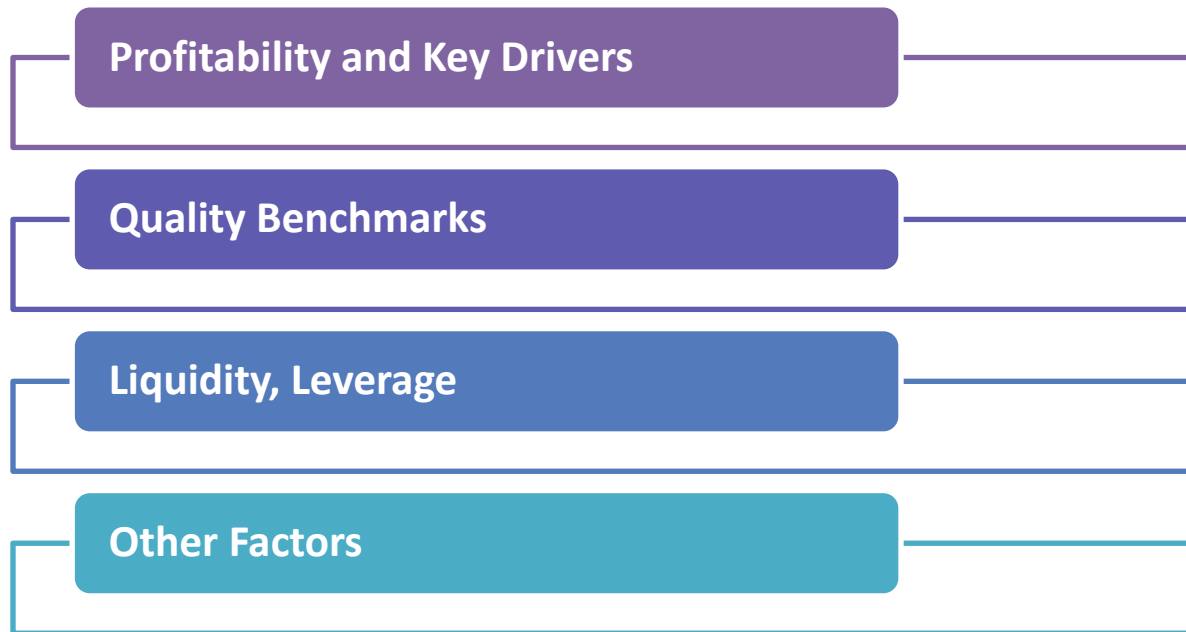 Profitability and Key Drivers
Quality Benchmarks
Liquidity, Leverage
Other Factors